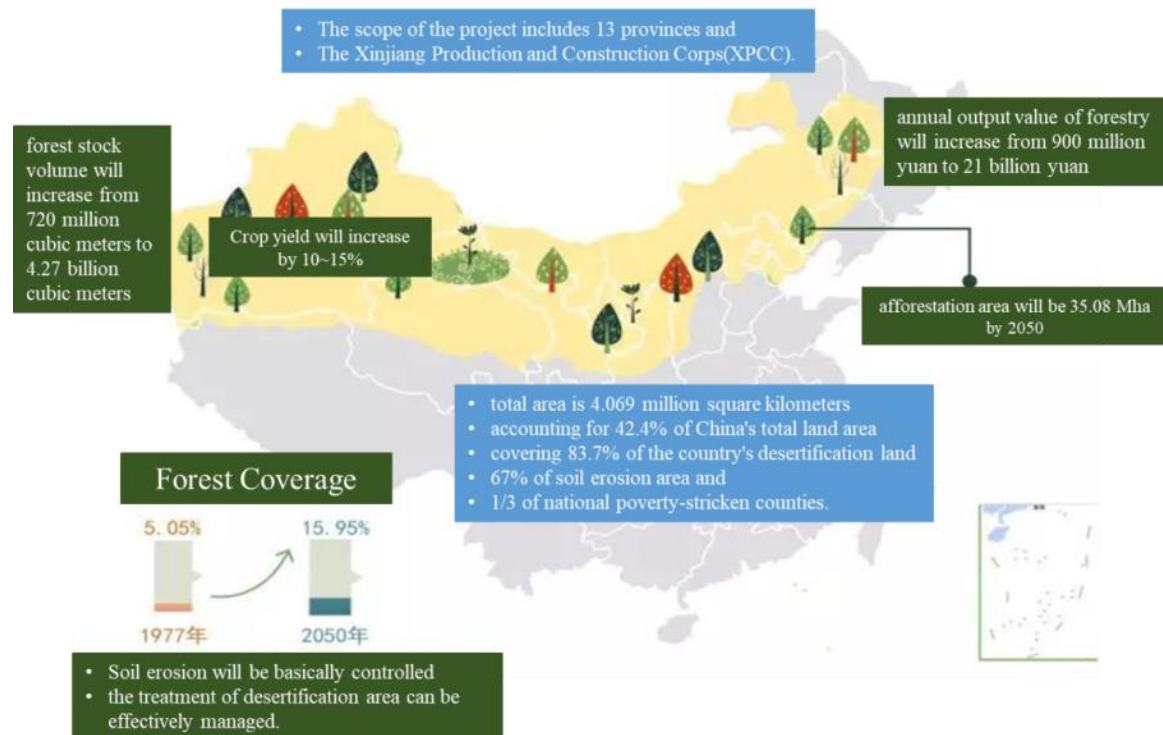 • The scope of the project includes 13 provinces and
• The Xinjiang Production and Construction Corps(XPCC).
forest stock
volume will
increase from
720 million
cubic meters to
4.27 billion
cubic meters
Crop yield will increase
by 10~15%
annual output value of forestry
will increase from 900 million
yuan to 21 billion yuan
afforestation area will be 35.08 Mha
by 2050
• total area is 4.069 million square kilometers
• accounting for 42.4% of China's total land area
• covering 83.7% of the country's desertification land
• 67% of soil erosion area and
• 1/3 of national poverty-stricken counties.
Forest Coverage
5.05%
15.95%
1977年
2050年
• Soil erosion will be basically controlled
• the treatment of desertification area can be
effectively managed.